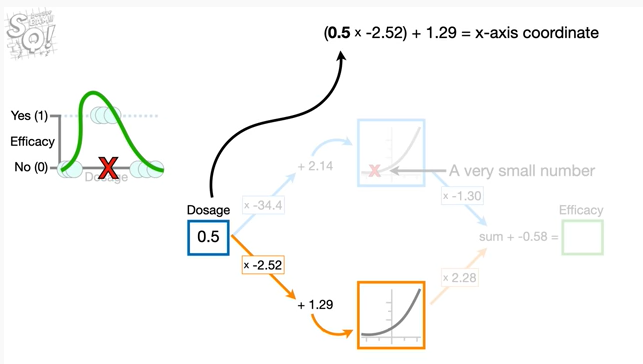 StatQuest!
(0.5 x -2.52) + 1.29 = x-axis coordinate
Yes (1)
Efficacy
No (0)
Dosage
+ 2.14
A very small number
x -34.4
x -1.30
Dosage
0.5
Efficacy
sum + -0.58 =
x -2.52
x 2.28
+ 1.29